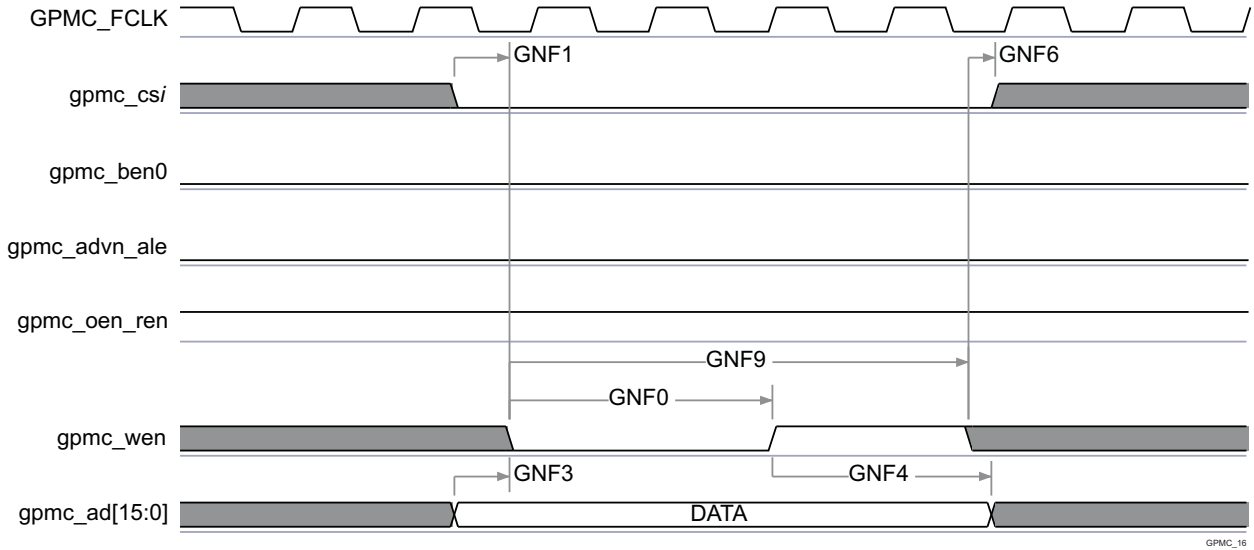 GPMC_FCLK
GNF1
GNF6
gpmc_csi
gpmc_ben0
gpmc_advn_ale
gpmc_oen_ren
GNF9
GNF0
gpmc_wen
GNF3
GNF4
gpmc_ad[15:0]
DATA
GPMC_16